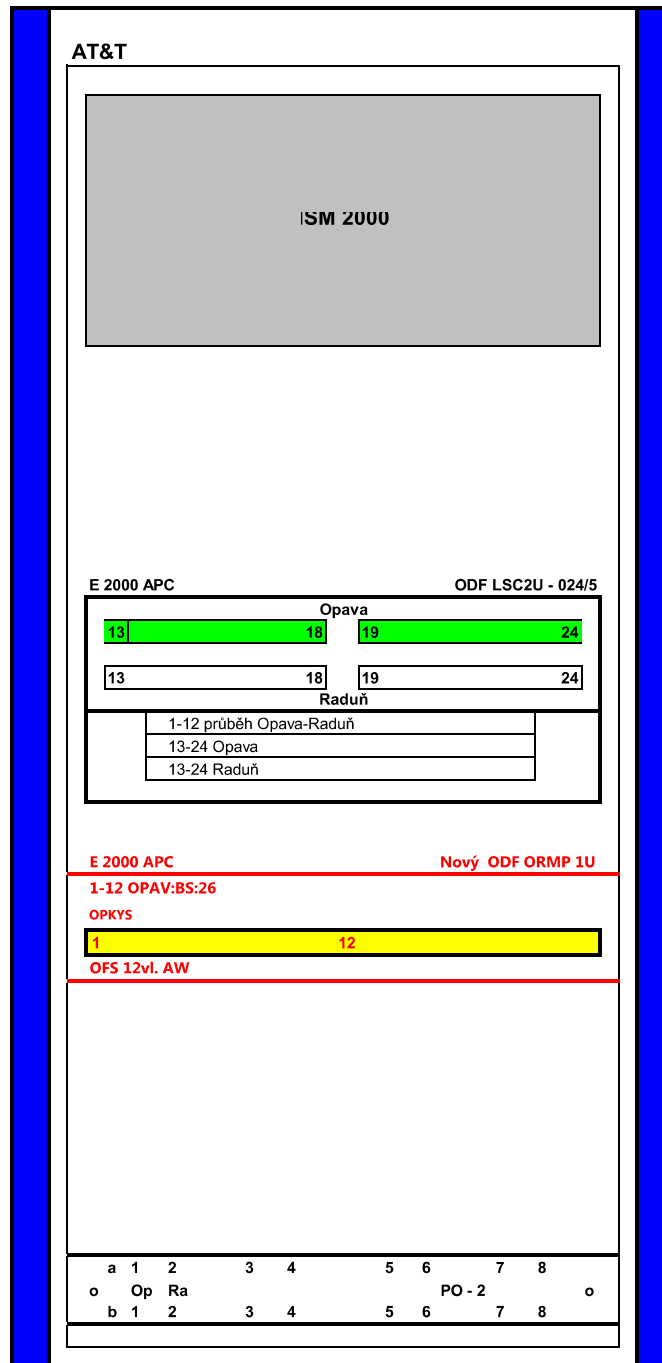 AT&T
ISM 2000
E 2000 APC ODF LSC2U - 024/5
Opava
13 18 19 24
13 18 19 24
Raduň
1-12 průběh Opava-Raduň
13-24 Opava
13-24 Raduň
E 2000 APC Nový ODF ORMP 1U
1-12 OPAV:BS:26
OPKYS
1 12
OFS 12vl. AW
a 1 2 3 4 5 6 7 8
o Op Ra PO - 2 o
b 1 2 3 4 5 6 7 8